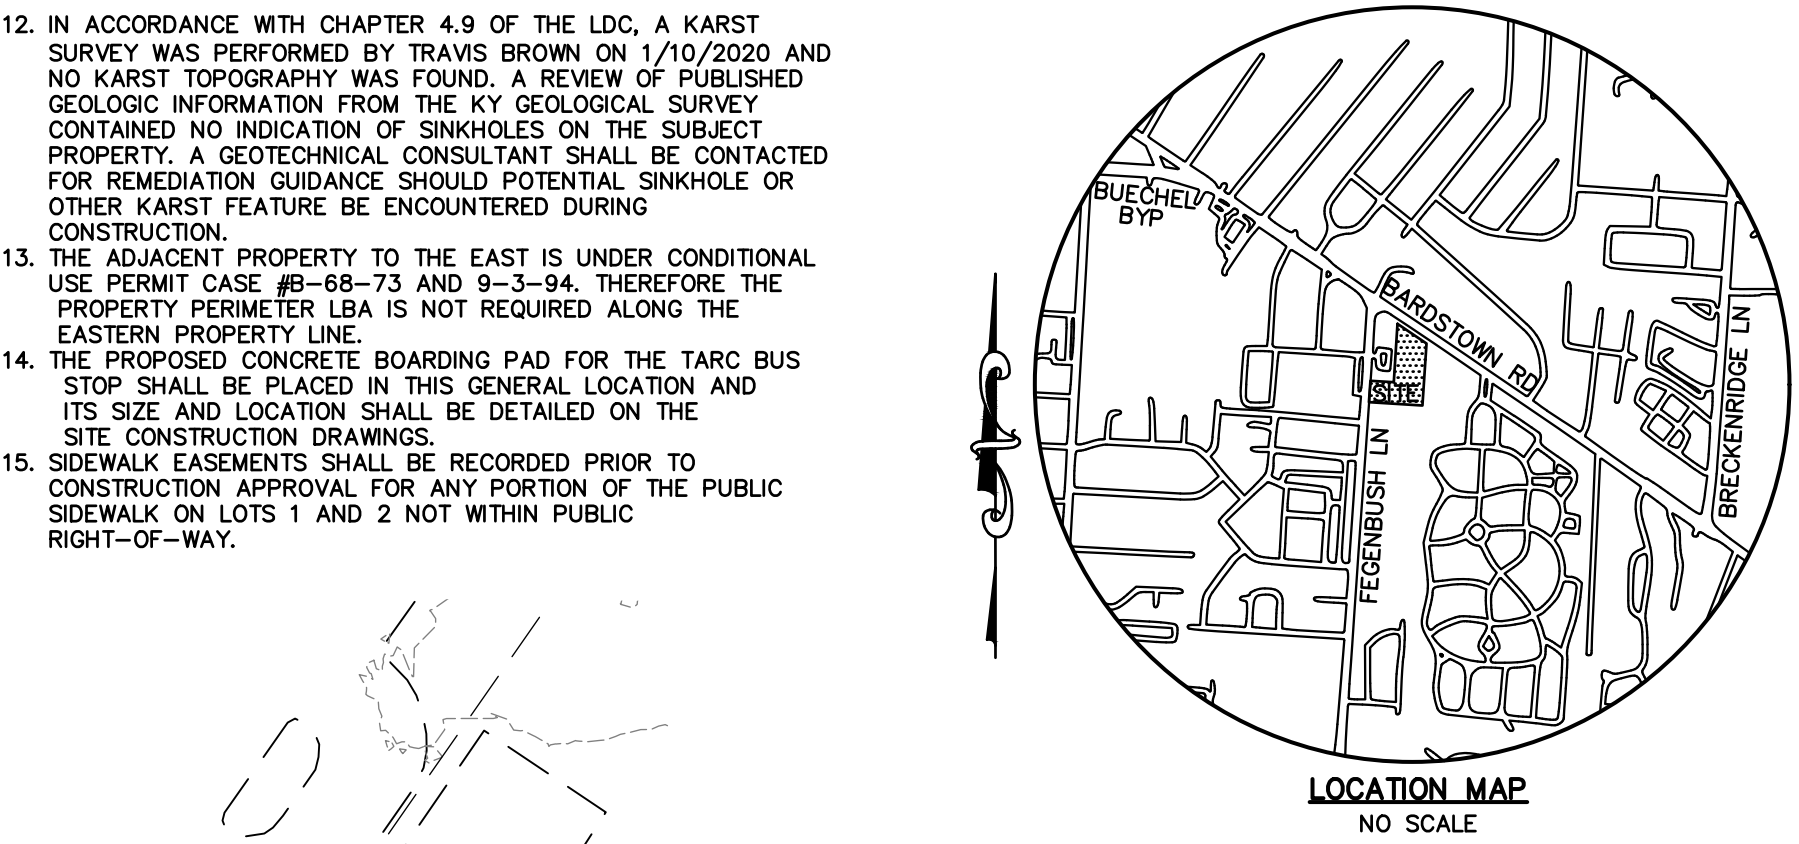 12. IN ACCORDANCE WITH CHAPTER 4.9 OF THE LDC, A KARST
SURVEY WAS PERFORMED BY TRAVIS BROWN ON 1/10/2020 AND
NO KARST TOPOGRAPHY WAS FOUND. A REVIEW OF PUBLISHED
GEOLOGIC INFORMATION FROM THE KY GEOLOGICAL SURVEY
CONTAINED NO INDICATION OF SINKHOLES ON THE SUBJECT
PROPERTY. A GEOTECHNICAL CONSULTANT SHALL BE CONTACTED
FOR REMEDIATION GUIDANCE SHOULD POTENTIAL SINKHOLE OR
OTHER KARST FEATURE BE ENCOUNTERED DURING
CONSTRUCTION.
13. THE ADJACENT PROPERTY TO THE EAST IS UNDER CONDITIONAL
USE PERMIT CASE #B-68-73 AND 9-3-94. THEREFORE THE
PROPERTY PERIMETER LBA IS NOT REQUIRED ALONG THE
EASTERN PROPERTY LINE.
14. THE PROPOSED CONCRETE BOARDING PAD FOR THE TARC BUS
STOP SHALL BE PLACED IN THIS GENERAL LOCATION AND
ITS SIZE AND LOCATION SHALL BE DETAILED ON THE
SITE CONSTRUCTION DRAWINGS.
15. SIDEWALK EASEMENTS SHALL BE RECORDED PRIOR TO
CONSTRUCTION APPROVAL FOR ANY PORTION OF THE PUBLIC
SIDEWALK ON LOTS 1 AND 2 NOT WITHIN PUBLIC
RIGHT-OF-WAY.
BUECHEL
BYP
BARDSTOWN RD
SITE
FEGENBUSH LN
BRECKENRIDGE LN
LOCATION MAP
NO SCALE